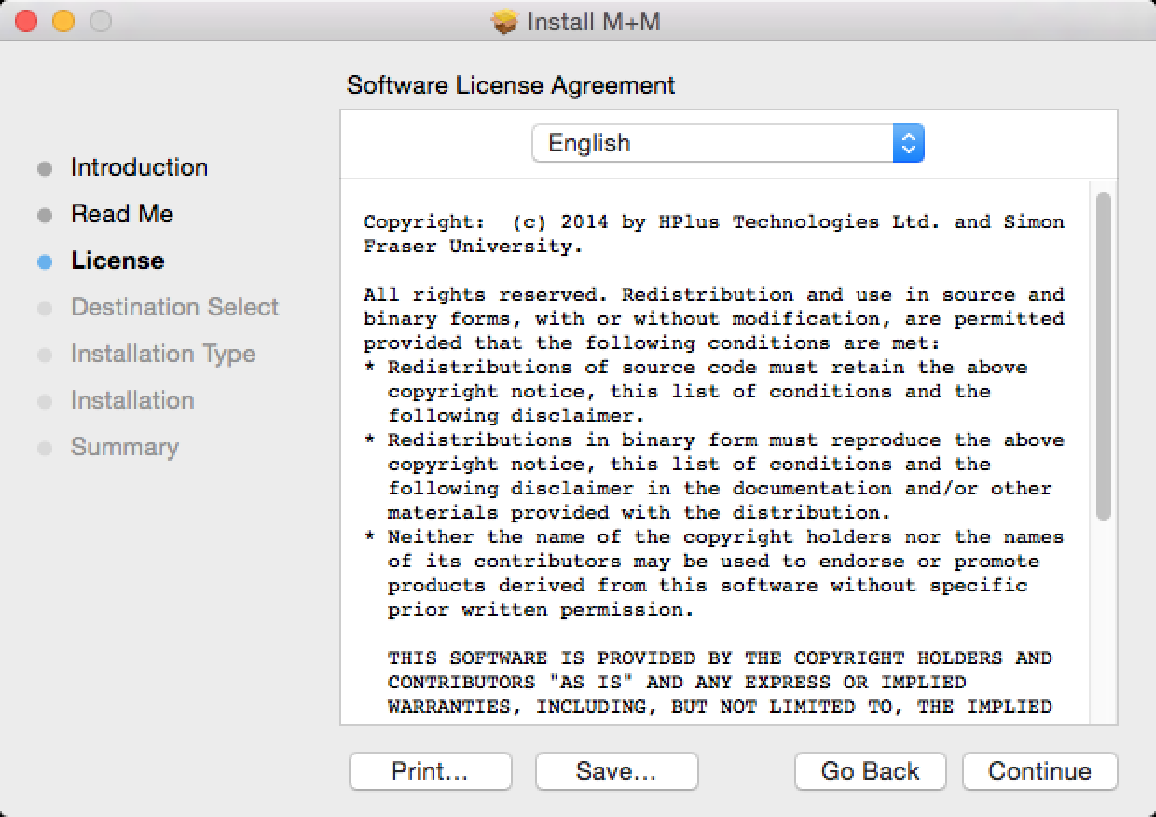 Install M+M
Software License Agreement
English
Introduction
Read Me
License
Destination Select
Installation Type
Installation
Summary
Copyright:  (c) 2014 by HPlus Technologies Ltd. and Simon
Fraser University.
All rights reserved. Redistribution and use in source and
binary forms, with or without modification, are permitted
provided that the following conditions are met:
* Redistributions of source code must retain the above
copyright notice, this list of conditions and the
following disclaimer.
* Redistributions in binary form must reproduce the above
copyright notice, this list of conditions and the
following disclaimer in the documentation and/or other
materials provided with the distribution.
* Neither the name of the copyright holders nor the names
of its contributors may be used to endorse or promote
products derived from this software without specific
prior written permission.
THIS SOFTWARE IS PROVIDED BY THE COPYRIGHT HOLDERS AND
CONTRIBUTORS "AS IS" AND ANY EXPRESS OR IMPLIED
WARRANTIES, INCLUDING, BUT NOT LIMITED TO, THE IMPLIED
Print...
Save...
Go Back
Continue